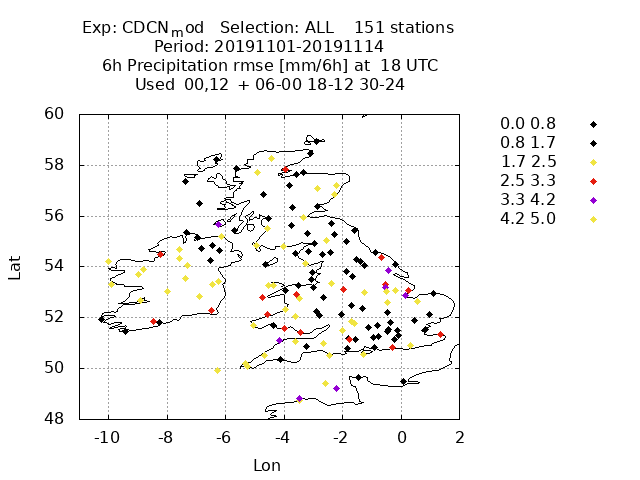 Exp: CDCNmod Selection: ALL 151 stations
Period: 20191101-20191114
6h Precipitation rmse [mm/6h] at 18 UTC
Used 00,12 + 06-00 18-12 30-24
60
58
56
54
52
50
48
-10 -8 -6 -4 -2 0 2
Lat
Lon
0.0 0.8
0.8 1.7
1.7 2.5
2.5 3.3
3.3 4.2
4.2 5.0